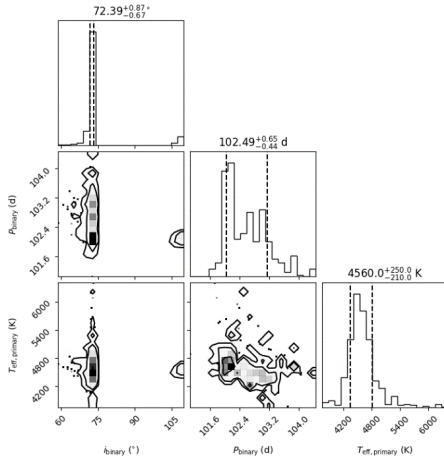 72.39+0.87°−0.67
102.49+0.65−0.44 d
P_binary (d)
104.0
103.2
102.4
101.6
4560.0+250.0−210.0 K
T_eff,primary (K)
6000
5400
4800
4200
60 75 90 105
101.6 102.4 103.2 104.0
4200 4800 5400 6000
i_binary (°) P_binary (d) T_eff,primary (K)